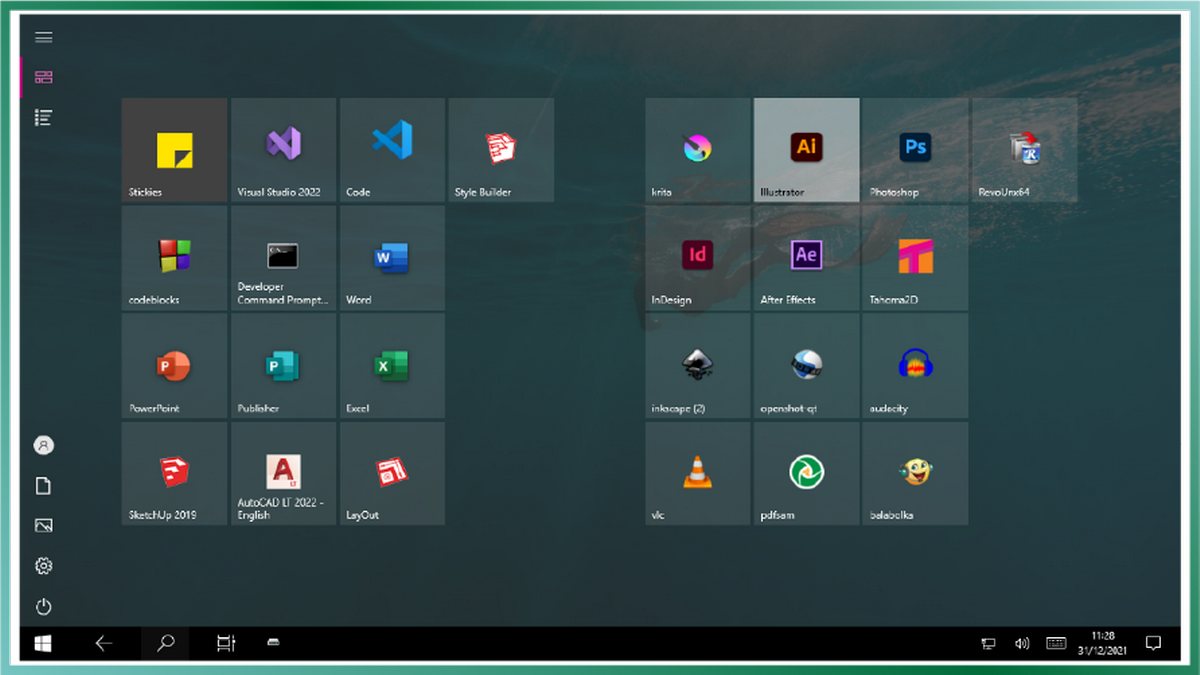 Stickies
Visual Studio 2022
Code
Style Builder
krita
Ai
Illustrator
Ps
Photoshop
RevoUnx64
codeblocks
Developer
Command Prompt...
W
Word
Id
InDesign
Ae
After Effects
Tahoma2D
P
PowerPoint
P
Publisher
X
Excel
inkscape (2)
openshot-qt
audacity
SketchUp 2019
A
AutoCAD LT 2022 -
English
LayOut
vlc
pdfsam
balabolka
11:28
31/12/2021